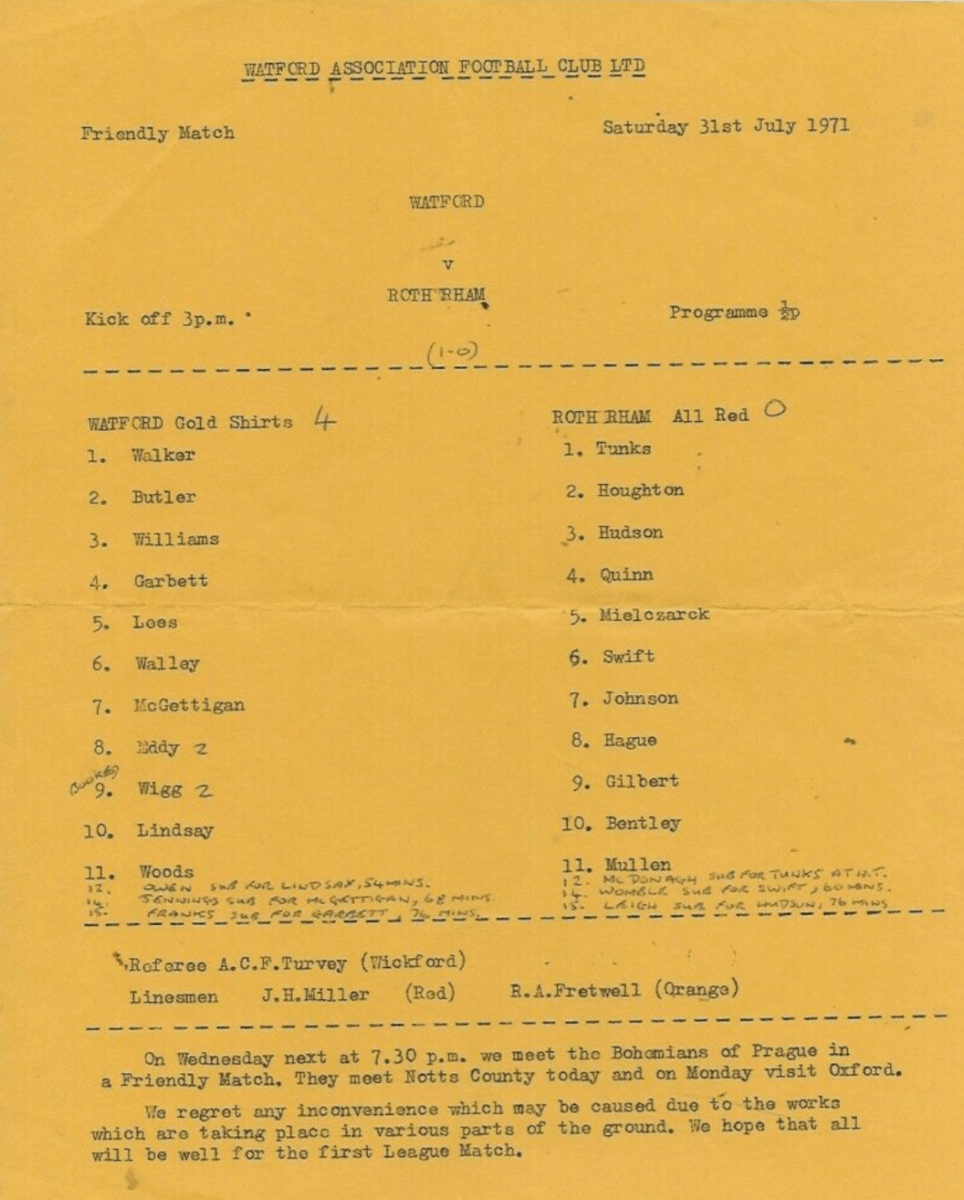 WATFORD ASSOCIATION FOOTBALL CLUB LTD
Friendly Match
Saturday 31st July 1971
WATFORD
v
ROTHERHAM
Kick off 3p.m.
Programme ½p
(1-0)
WATFORD Gold Shirts 4
1. Walker
2. Butler
3. Williams
4. Garbett
5. Lees
6. Walley
7. McGettigan
8. Eddy 2
BOOKED
9. Wigg 2
10. Lindsay
11. Woods
12. OWEN SUB FOR LINDSAY, 54 MINS.
14. JENNINGS SUB FOR McGETTIGAN, 68 MINS.
15. FRANKS SUB FOR GARBETT, 76 MINS.
ROTHERHAM All Red 0
1. Tunks
2. Houghton
3. Hudson
4. Quinn
5. Mielczarck
6. Swift
7. Johnson
8. Hague
9. Gilbert
10. Bentley
11. Mullen
12. McDONAGH SUB FOR TUNKS AT H.T.
14. WOMBLE SUB FOR SWIFT, 60 MINS.
15. LEIGH SUB FOR HUDSON, 76 MINS
Referee A.C.F.Turvey (Wickford)
Linesmen J.H.Miller (Red) R.A.Fretwell (Orange)
On Wednesday next at 7.30 p.m. we meet the Bohemians of Prague in
a Friendly Match. They meet Notts County today and on Monday visit Oxford.
We regret any inconvenience which may be caused due to the works
which are taking place in various parts of the ground. We hope that all
will be well for the first League Match.